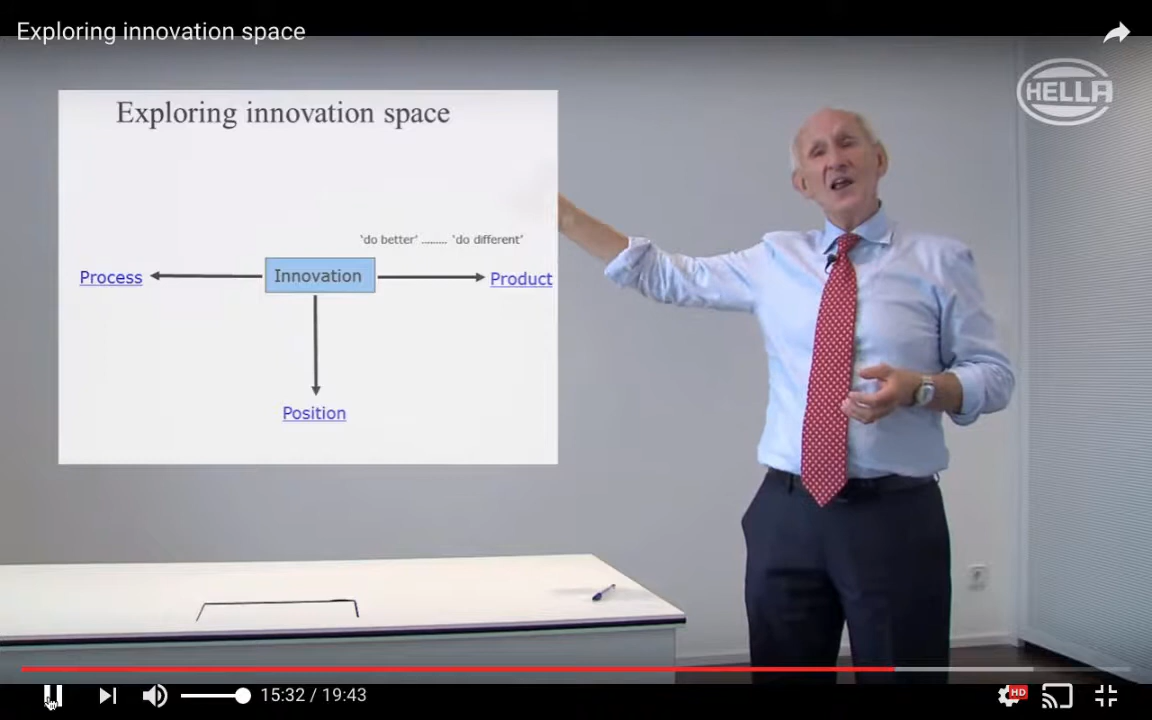 Exploring innovation space
HELLA
Exploring innovation space
'do better' ......... 'do different'
Process
Innovation
Product
Position
15:32 / 19:43
HD